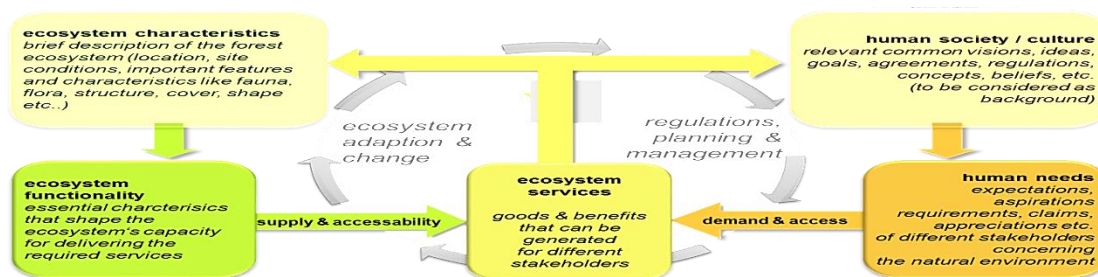 ecosystem characteristics
brief description of the forest
ecosystem (location, site
conditions, important features
and characteristics like fauna,
flora, structure, cover, shape
etc..)
human society / culture
relevant common visions, ideas,
goals, agreements, regulations,
concepts, beliefs, etc.
(to be considered as
background)
ecosystem
adaption &
change
regulations,
planning &
management
ecosystem
functionality
essential charcterisics
that shape the
ecosystem's capacity
for delivering the
required services
supply & accessability
ecosystem
services
goods & benefits
that can be
generated
for different
stakeholders
demand & access
human needs
expectations,
aspirations
requirements, claims,
appreciations etc.
of different stakeholders
concerning
the natural environment